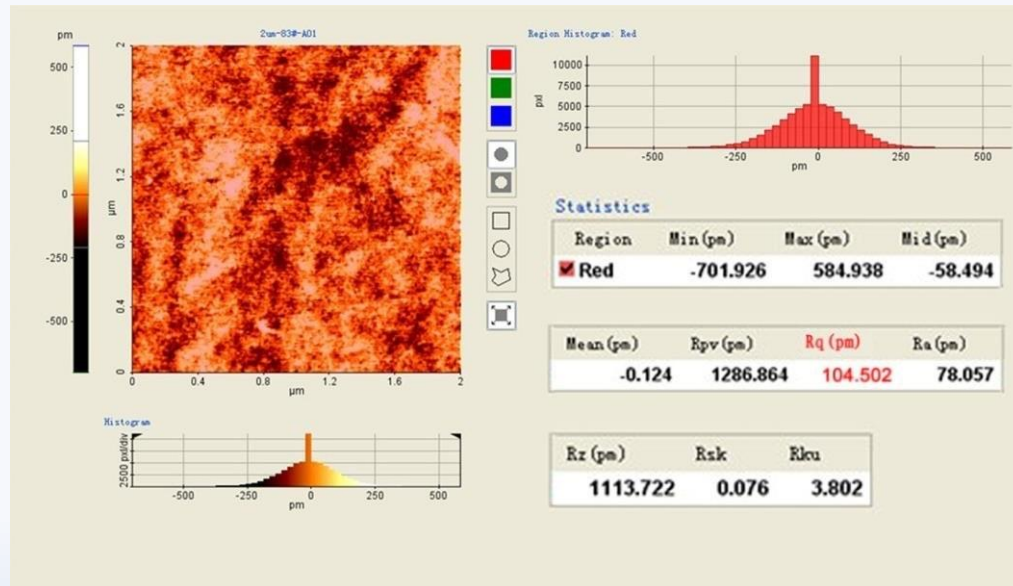 pm
500
250
0
-250
-500
2um-83#-A01
2
1.6
1.2
0.8
0.4
0
µm
0 0.4 0.8 1.2 1.6 2
µm
Histogram
2500 pxl/div
-500 -250 0 250 500
pm
Region Histogram: Red
10000
7500
5000
2500
0
pxl
-500 -250 0 250 500
pm
Statistics
Region Min(pm) Max(pm) Mid(pm)
Red -701.926 584.938 -58.494
Mean(pm) Rpv(pm) Rq(pm) Ra(pm)
-0.124 1286.864 104.502 78.057
Rz(pm) Rsk Rku
1113.722 0.076 3.802